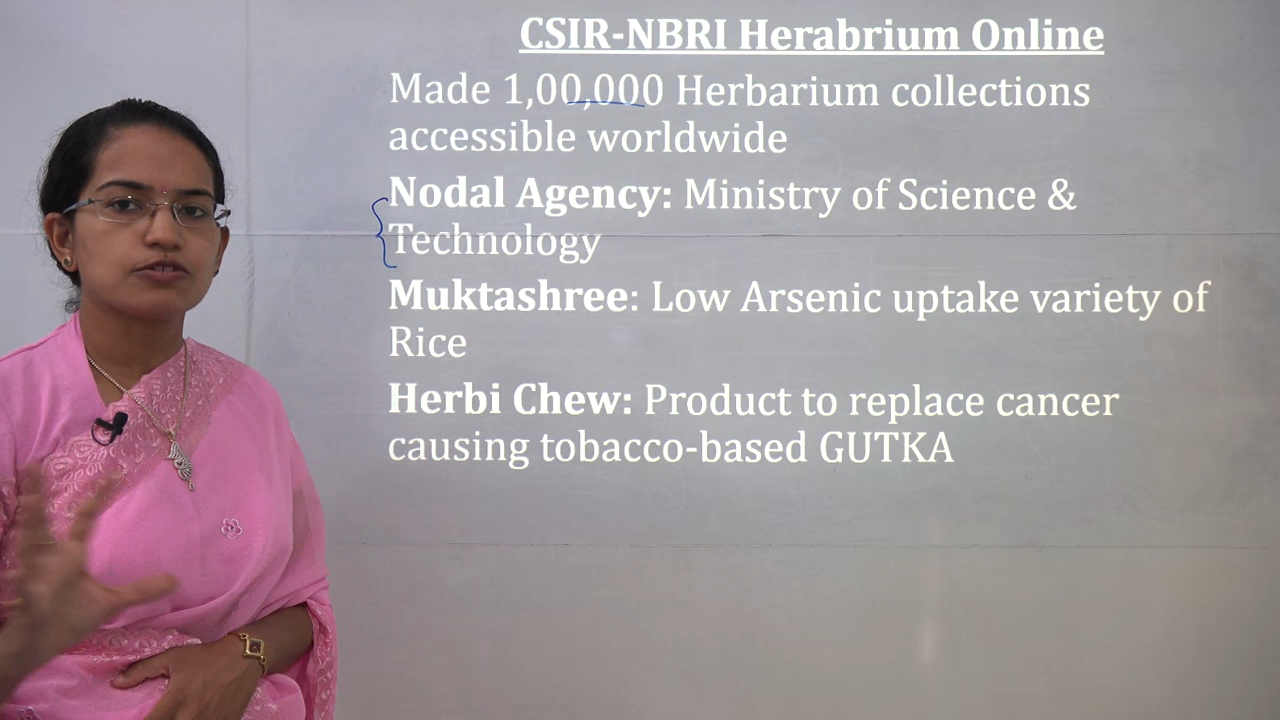 CSIR-NBRI Herabrium Online
Made 1,00,000 Herbarium collections
accessible worldwide
Nodal Agency: Ministry of Science &
Technology
Muktashree: Low Arsenic uptake variety of
Rice
Herbi Chew: Product to replace cancer
causing tobacco-based GUTKA